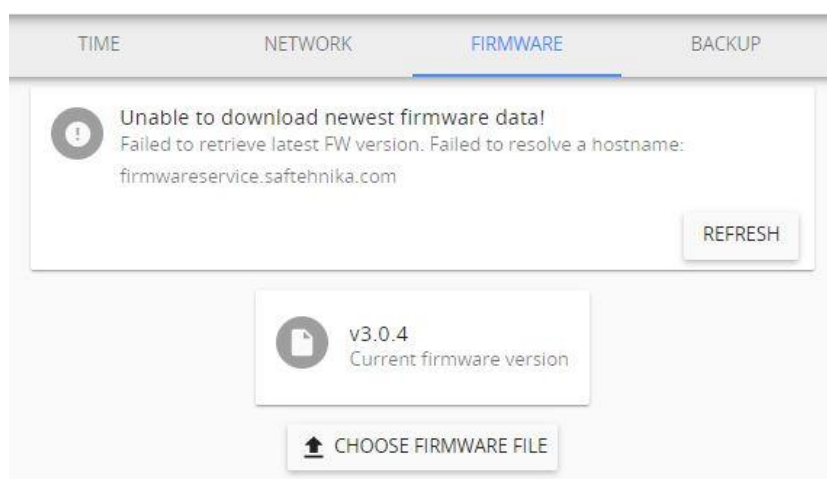 TIME NETWORK FIRMWARE BACKUP
Unable to download newest firmware data!
Failed to retrieve latest FW version. Failed to resolve a hostname:
firmwareservice.saftehnika.com
REFRESH
v3.0.4
Current firmware version
CHOOSE FIRMWARE FILE